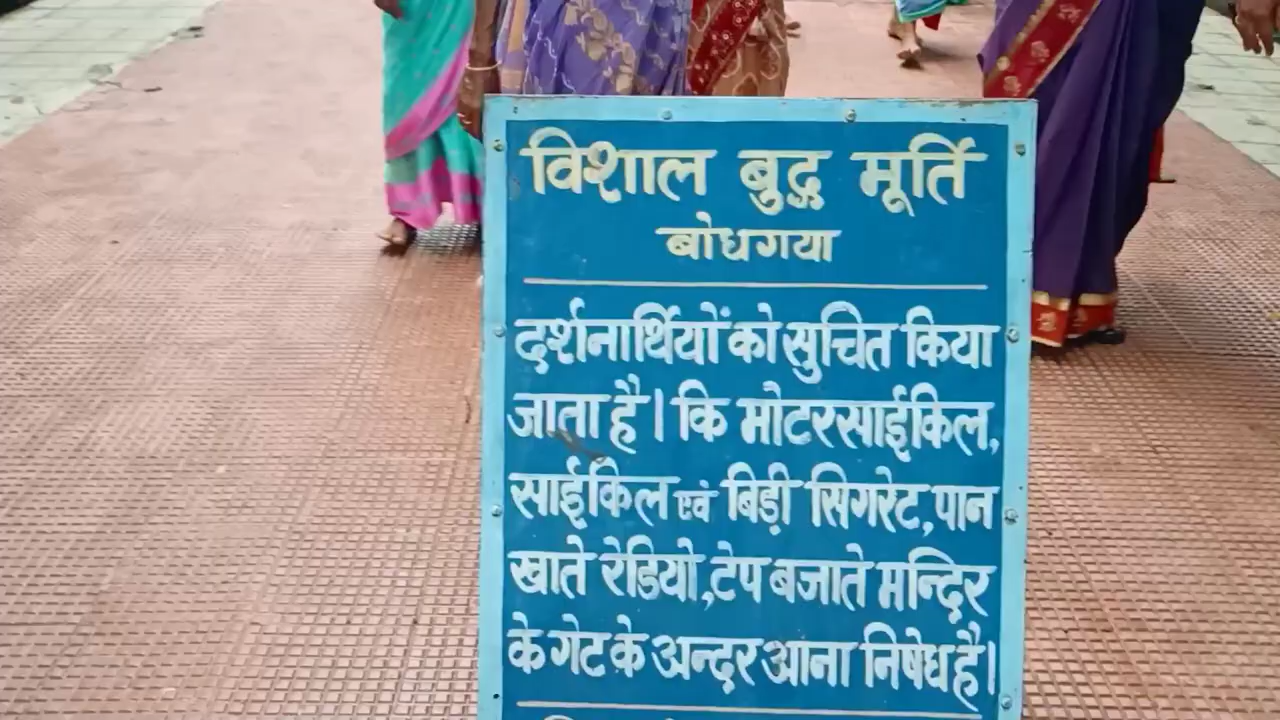 विशाल बुद्ध मूर्ति
बोधगया
दर्शनार्थियों को सुचित किया
जाता है। कि मोटरसाईकिल,
साईकिल एवं बिड़ी सिगरेट, पान
खाते रेडियो, टेप बजाते मन्दिर
के गेट के अन्दर आना निषेध है।